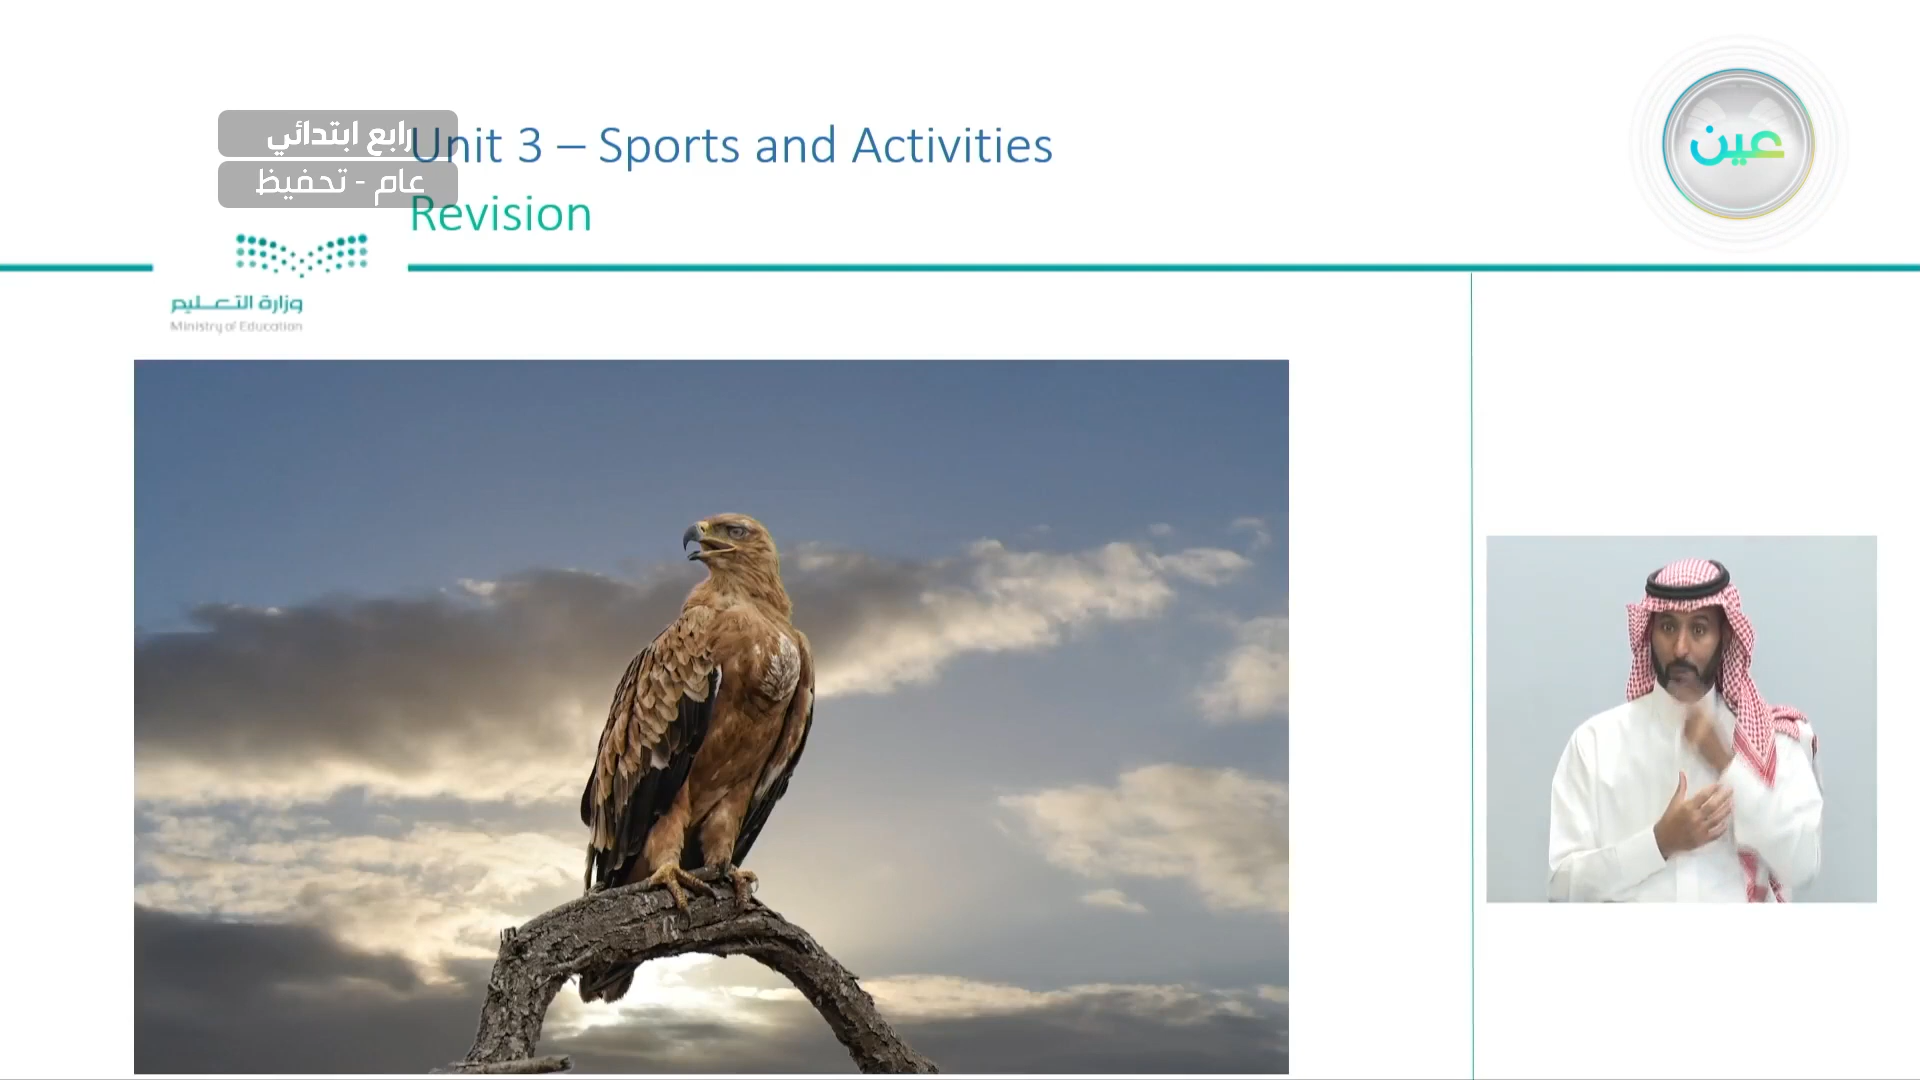 رابع ابتدائي
عام - تحفيظ
Unit 3 – Sports and Activities
Revision
عين
وزارة التعليم
Ministry of Education